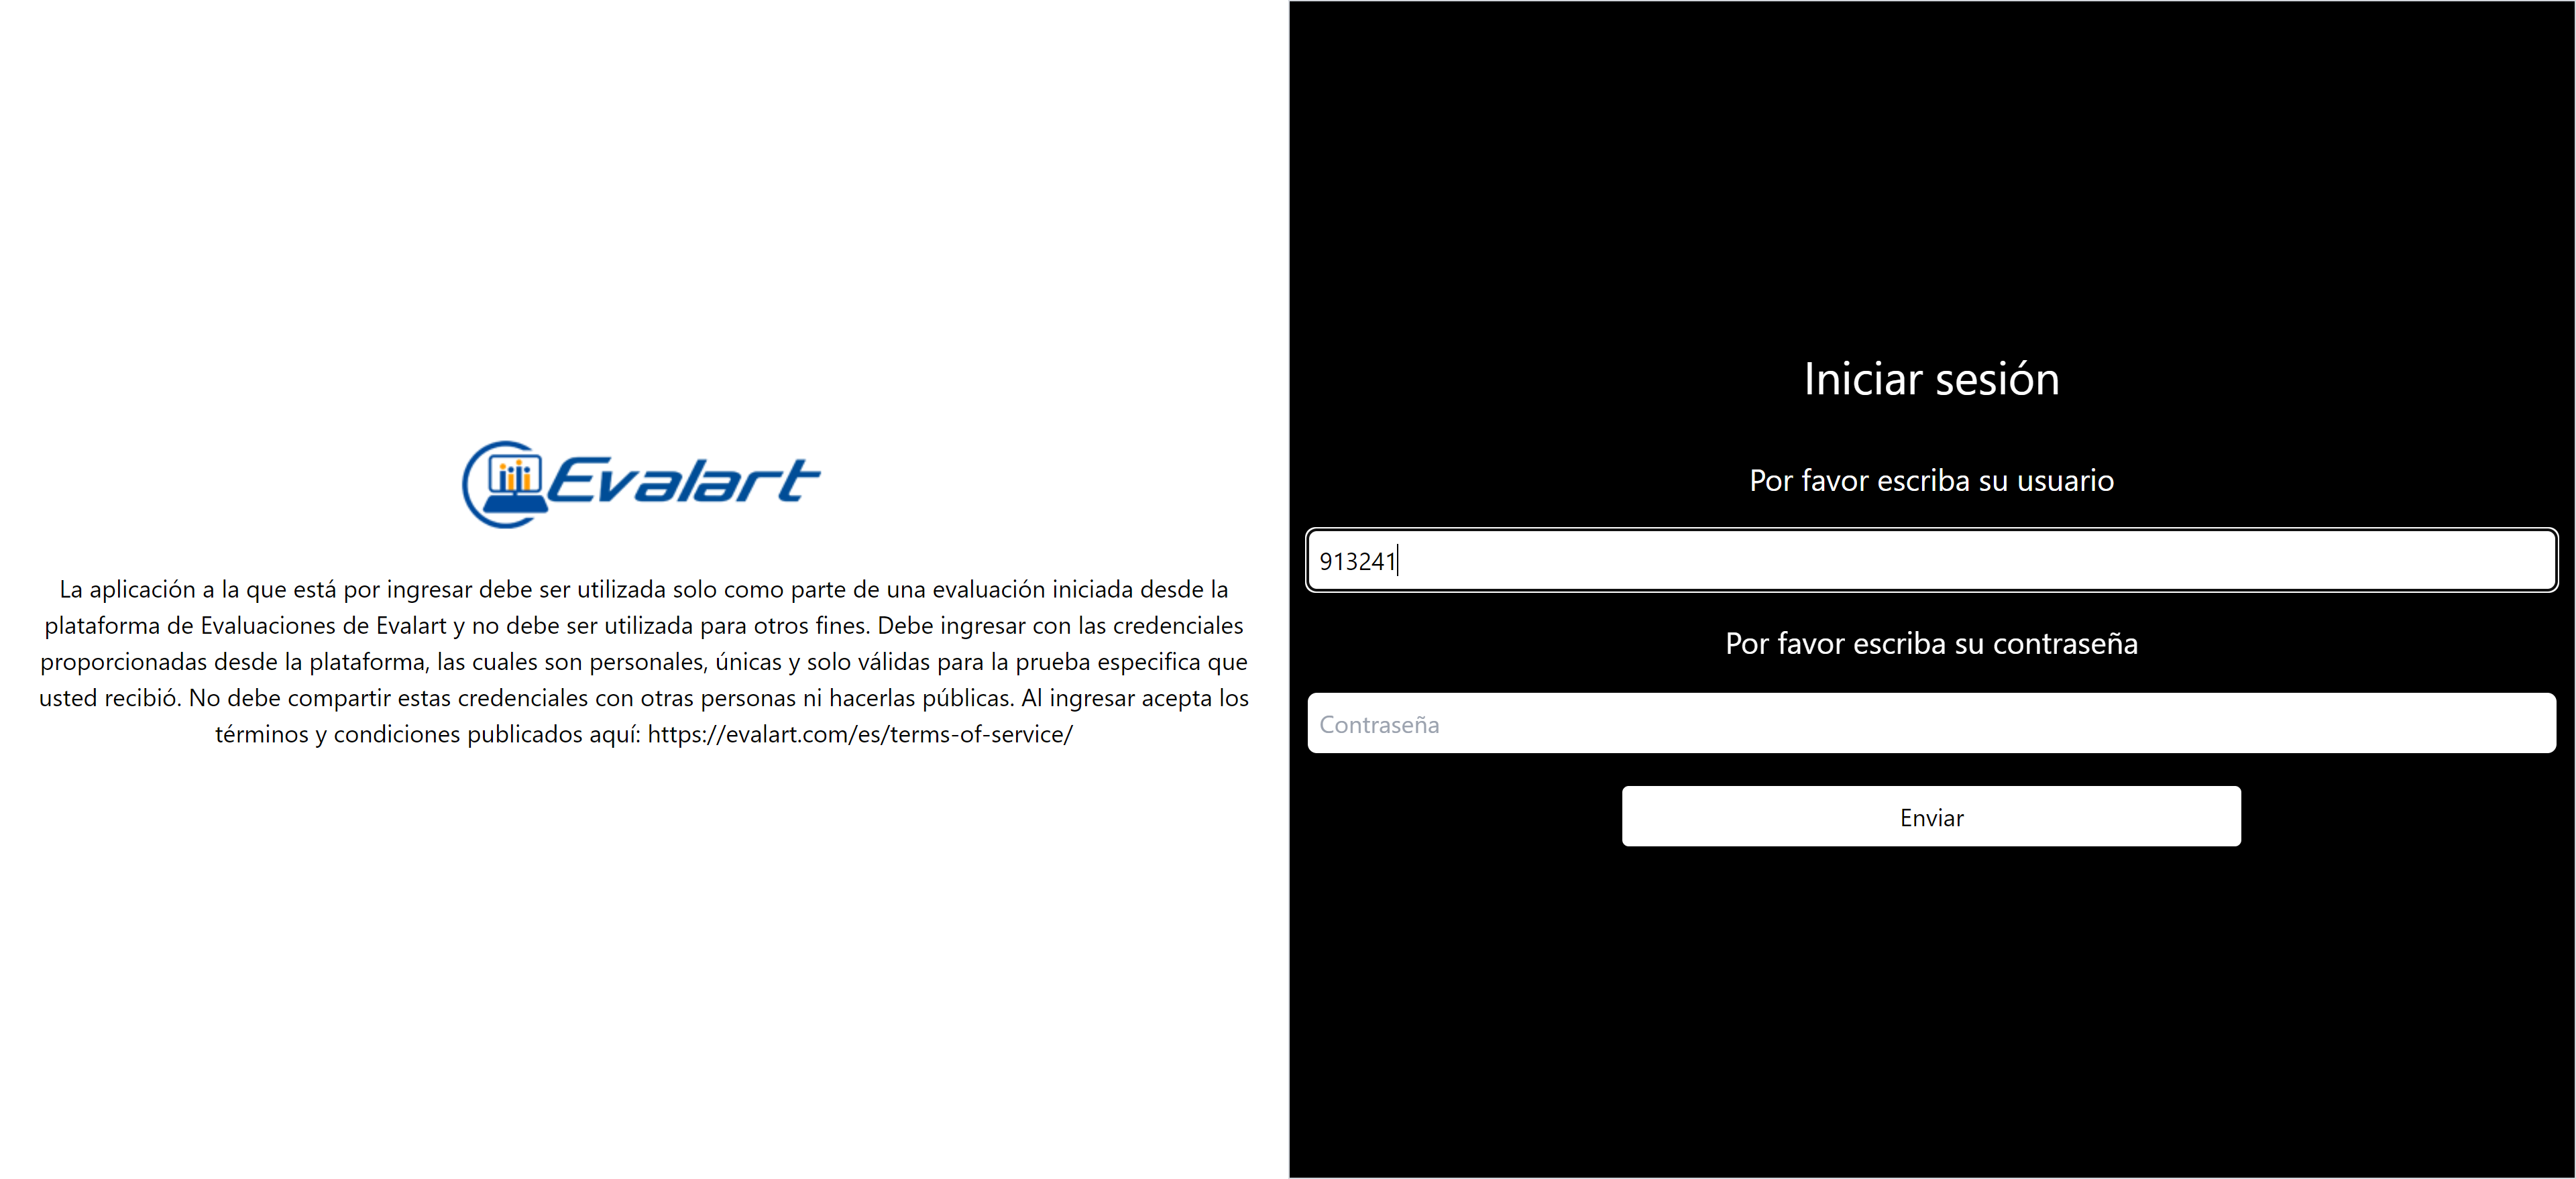 Evalart
La aplicación a la que está por ingresar debe ser utilizada solo como parte de una evaluación iniciada desde la
plataforma de Evaluaciones de Evalart y no debe ser utilizada para otros fines. Debe ingresar con las credenciales
proporcionadas desde la plataforma, las cuales son personales, únicas y solo válidas para la prueba especifica que
usted recibió. No debe compartir estas credenciales con otras personas ni hacerlas públicas. Al ingresar acepta los
términos y condiciones publicados aquí: https://evalart.com/es/terms-of-service/
Iniciar sesión
Por favor escriba su usuario
913241
Por favor escriba su contraseña
Contraseña
Enviar